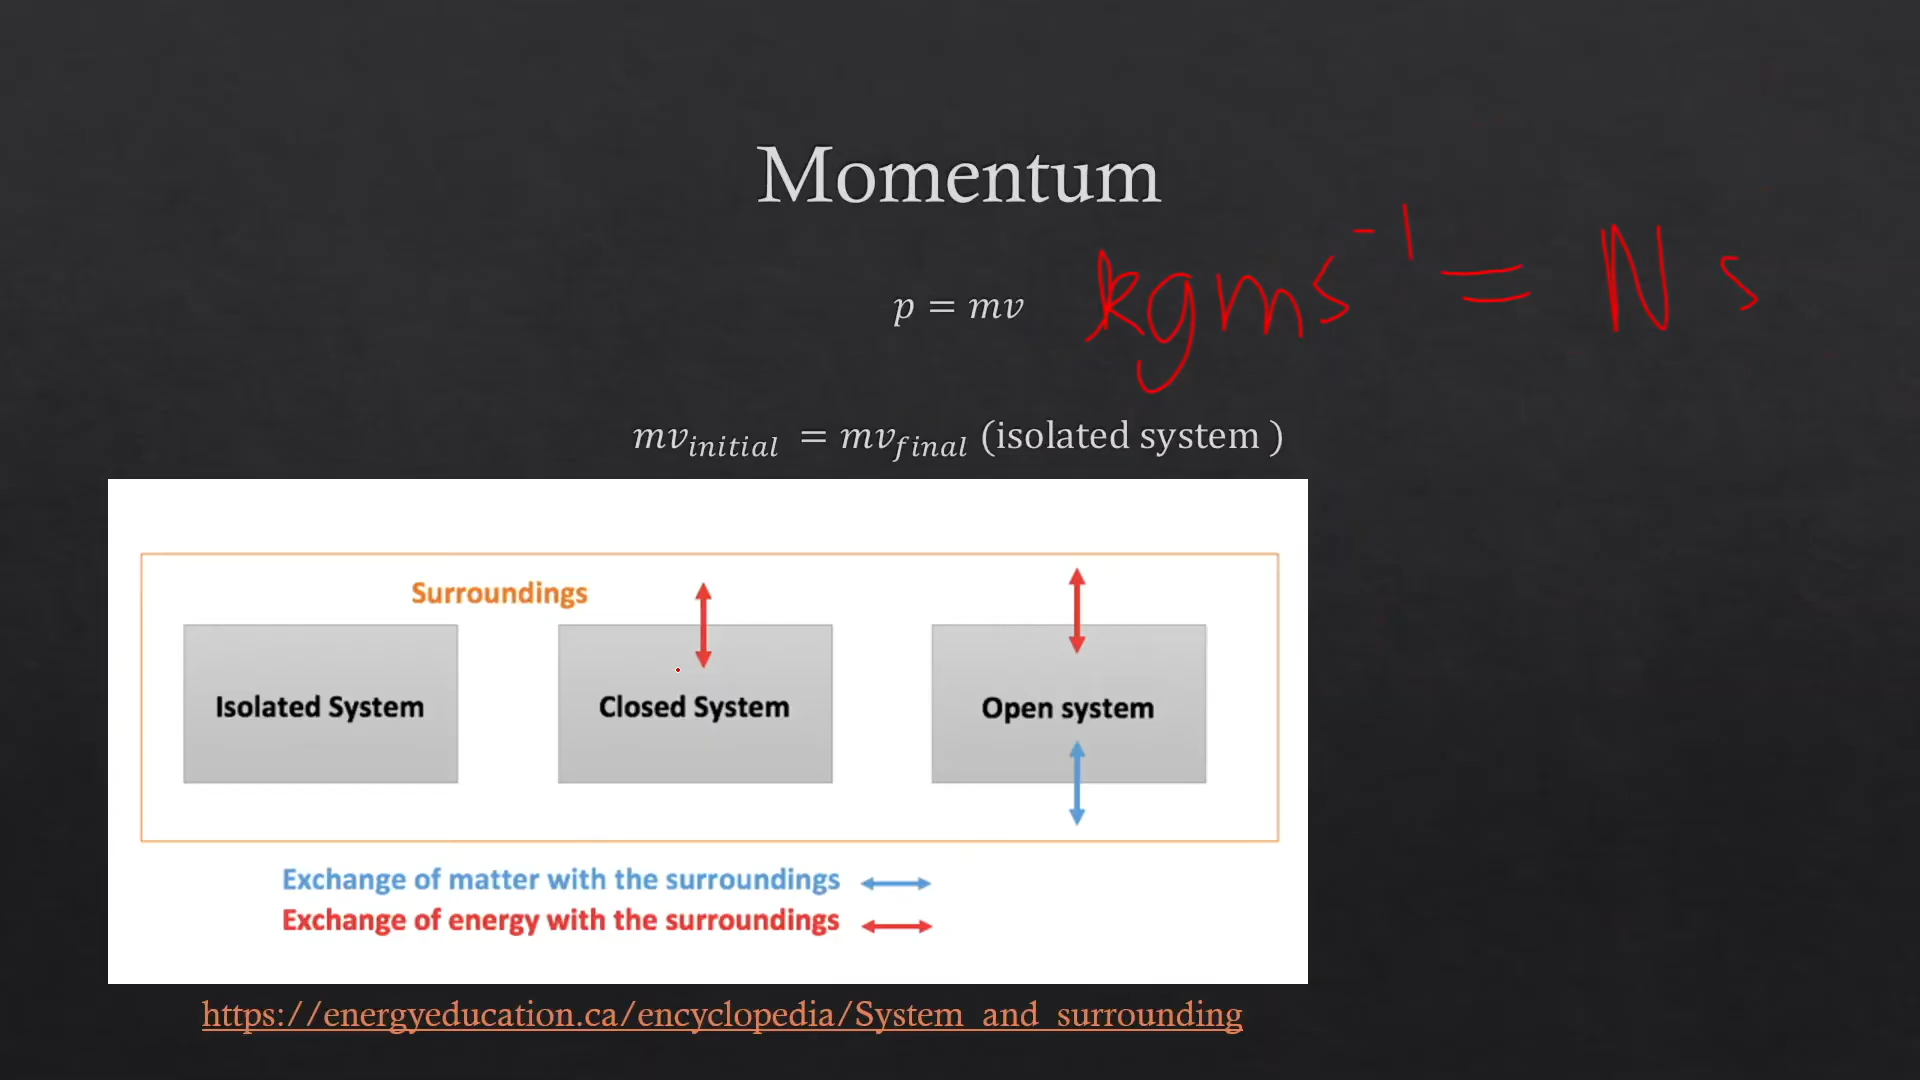 Momentum
p = mv kgms⁻¹ = N s
mv_initial = mv_final (isolated system )
Surroundings
Isolated System Closed System Open system
Exchange of matter with the surroundings
Exchange of energy with the surroundings
https://energyeducation.ca/encyclopedia/System_and_surrounding